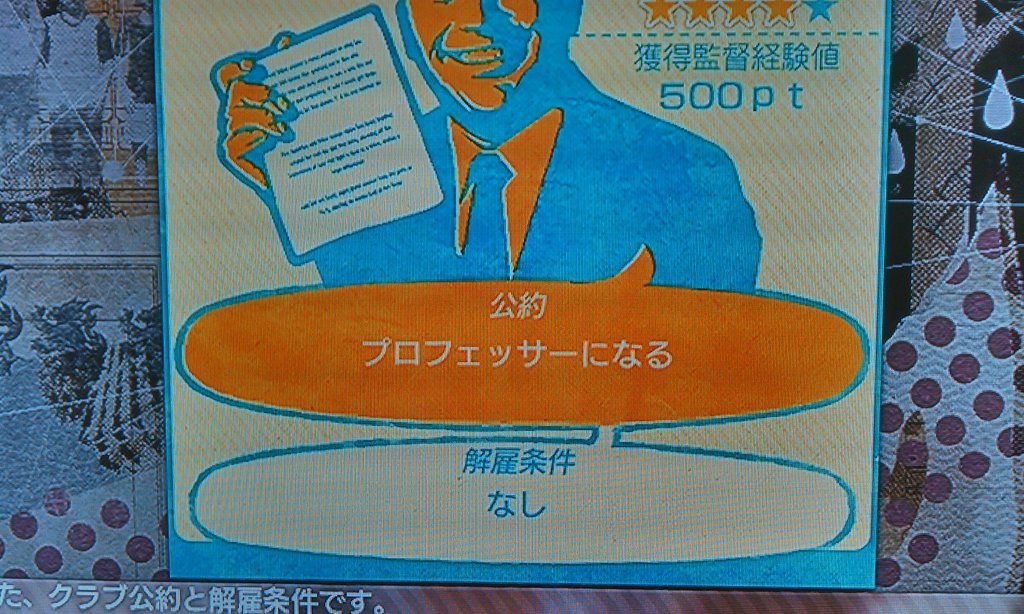 ★★★★★
獲得監督経験値
500pt
公約
プロフェッサーになる
解雇条件
なし
た、クラブ公約と解雇条件です。